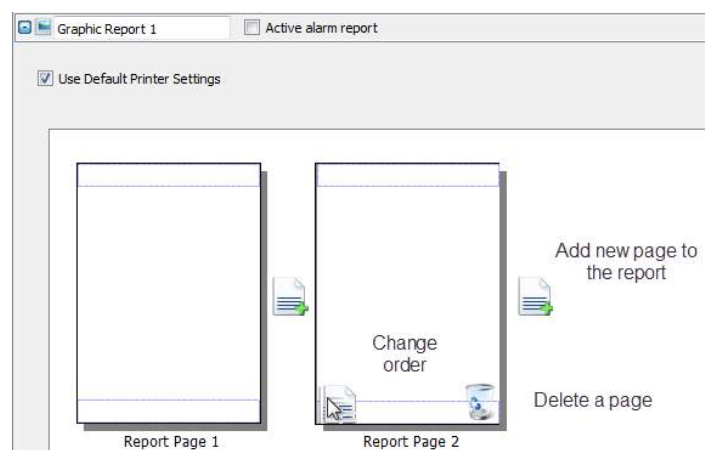 Graphic Report 1
Active alarm report
Use Default Printer Settings
Add new page to
the report
Change
order
Delete a page
Report Page 1
Report Page 2